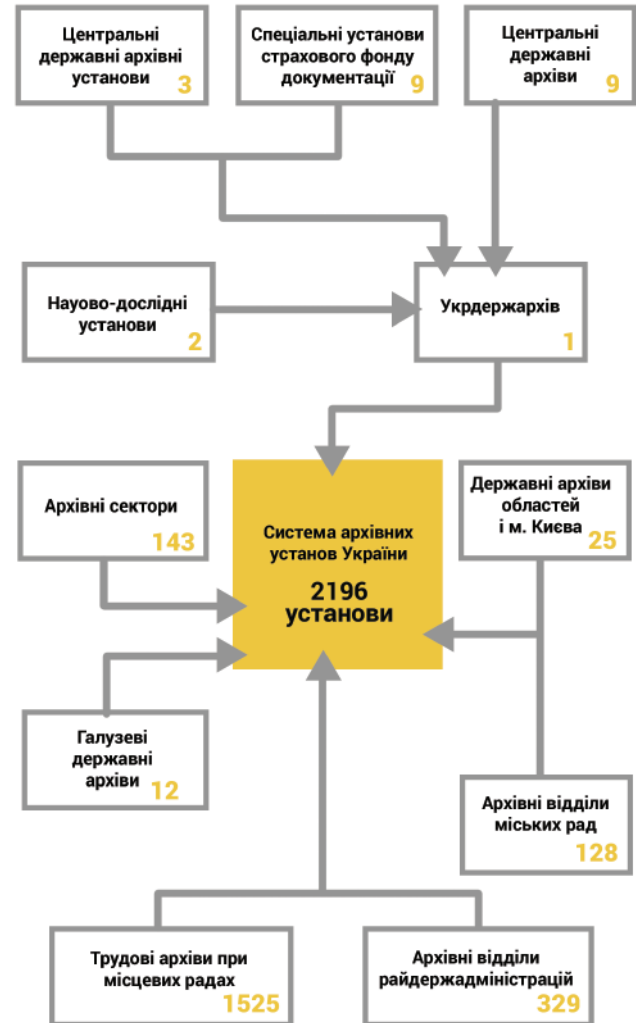 Центральні
державні архівні
установи
3
Спеціальні установи
страхового фонду
документації
9
Центральні
державні
архіви
9
Науово-дослідні
установи
2
Укрдержархів
1
Архівні сектори
143
Система архівних
установ України
2196
установи
Державні архіви
областей
і м. Києва
25
Галузеві
державні
архіви
12
Архівні відділи
міських рад
128
Трудові архіви при
місцевих радах
1525
Архівні відділи
райдержадміністрацій
329